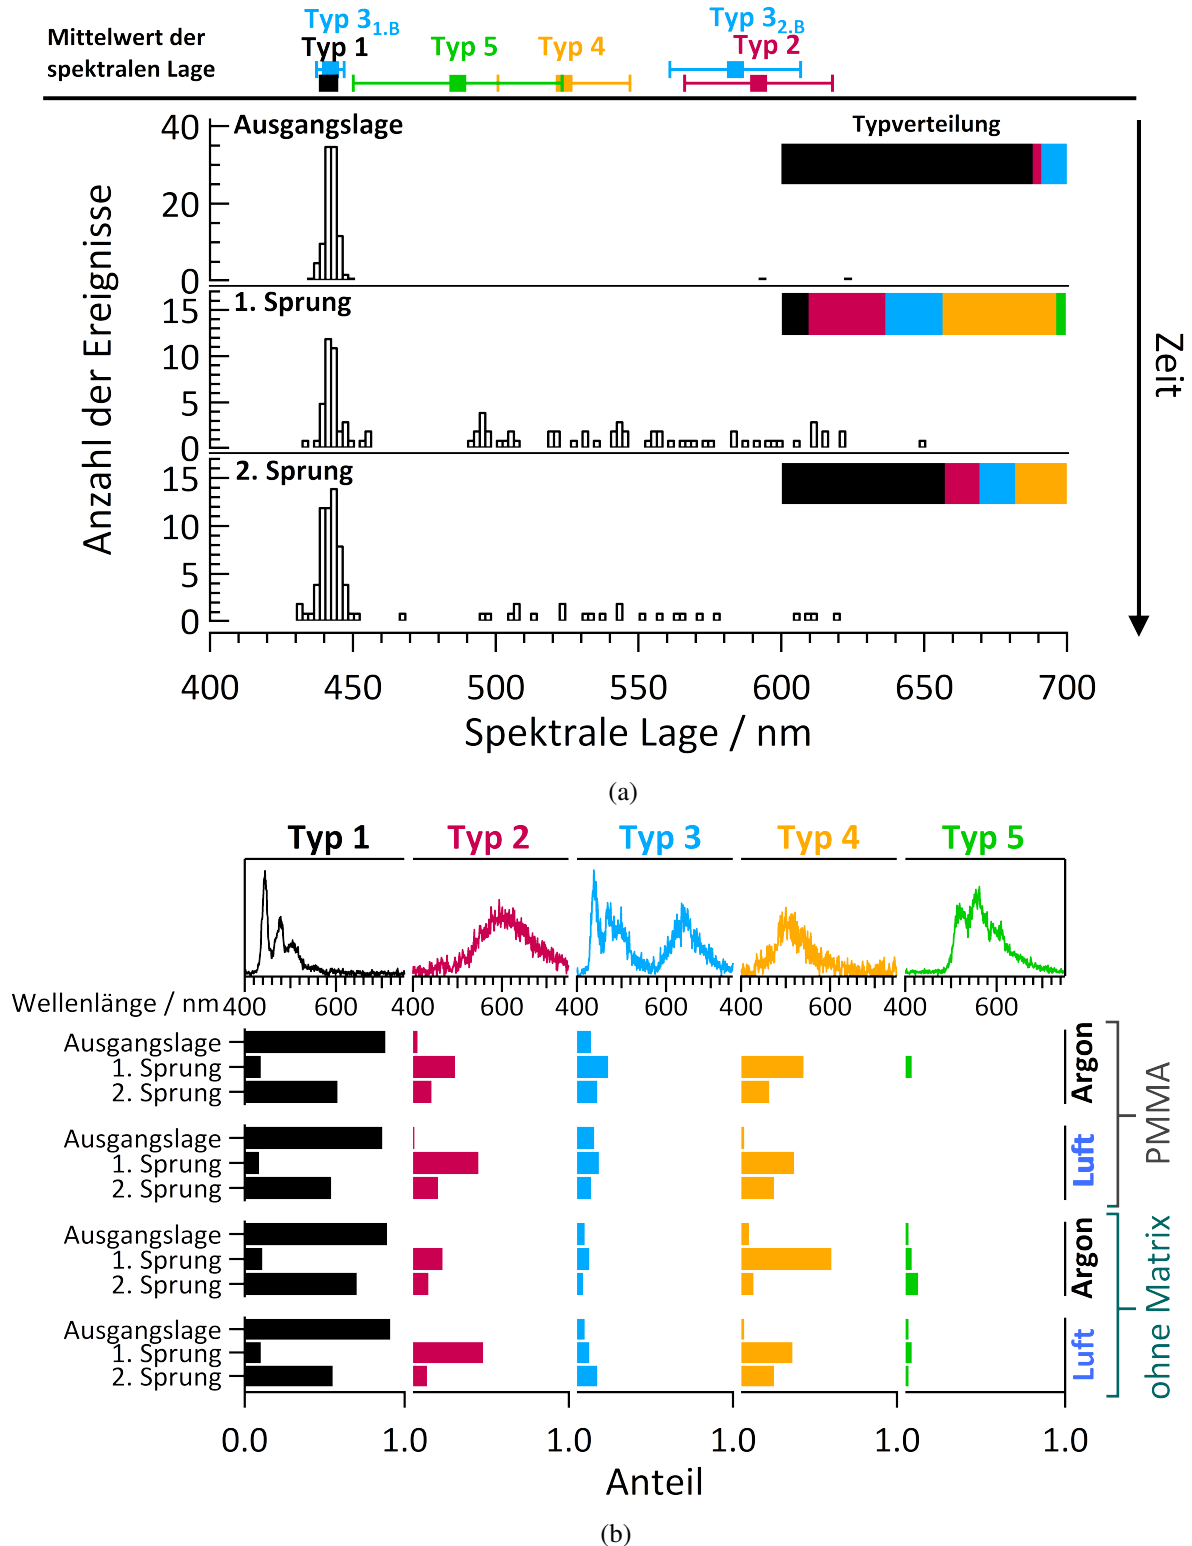 Mittelwert der
spektralen Lage
Typ 3₁.B
Typ 1
Typ 5
Typ 4
Typ 3₂.B
Typ 2
Ausgangslage
Typverteilung
40
20
0
1. Sprung
15
10
5
0
2. Sprung
15
10
5
0
Anzahl der Ereignisse
Zeit
400 450 500 550 600 650 700
Spektrale Lage / nm
(a)
Typ 1 Typ 2 Typ 3 Typ 4 Typ 5
Wellenlänge / nm 400 600 400 600 400 600 400 600 400 600
Ausgangslage
1. Sprung
2. Sprung
Argon
Ausgangslage
1. Sprung
2. Sprung
Luft
PMMA
Ausgangslage
1. Sprung
2. Sprung
Argon
Ausgangslage
1. Sprung
2. Sprung
Luft
ohne Matrix
0.0 1.0 1.0 1.0 1.0 1.0
Anteil
(b)